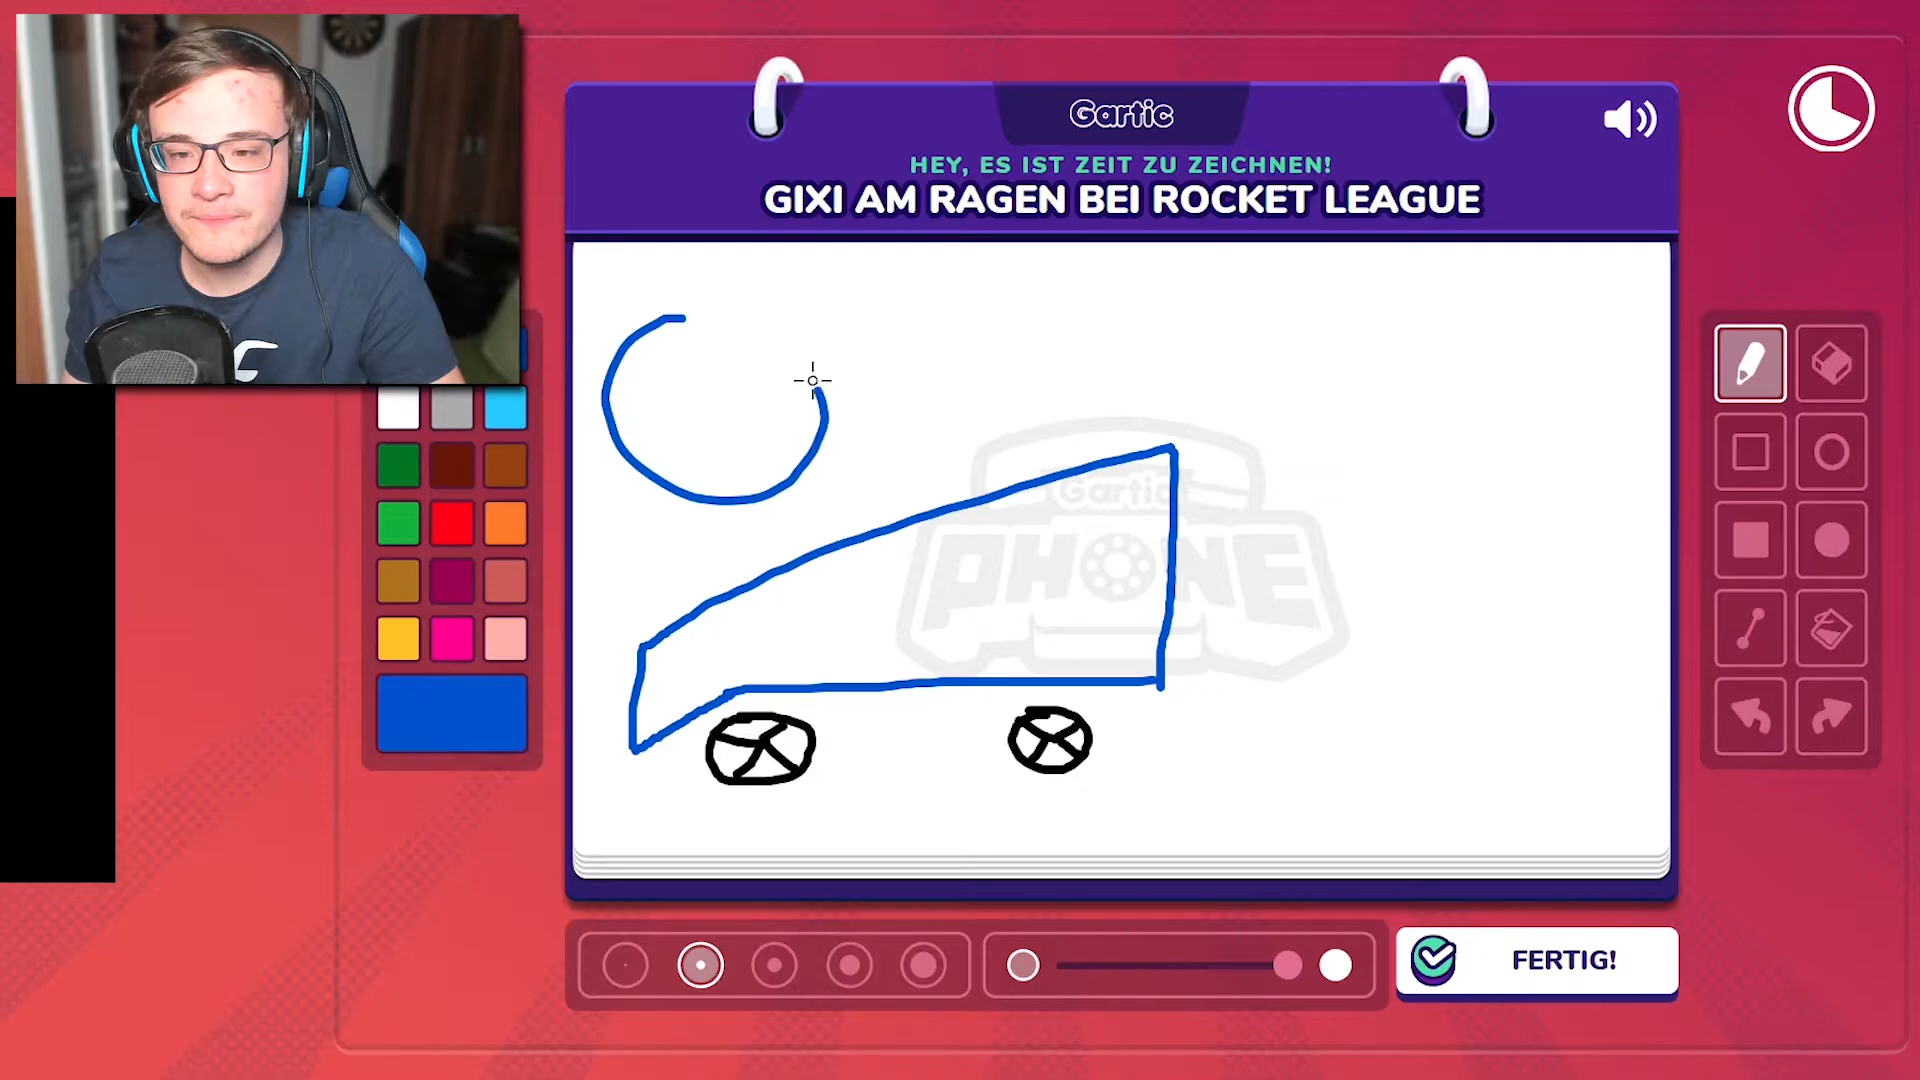 Gartic
HEY, ES IST ZEIT ZU ZEICHNEN!
GIXI AM RAGEN BEI ROCKET LEAGUE
Gartic
PHONE
FERTIG!